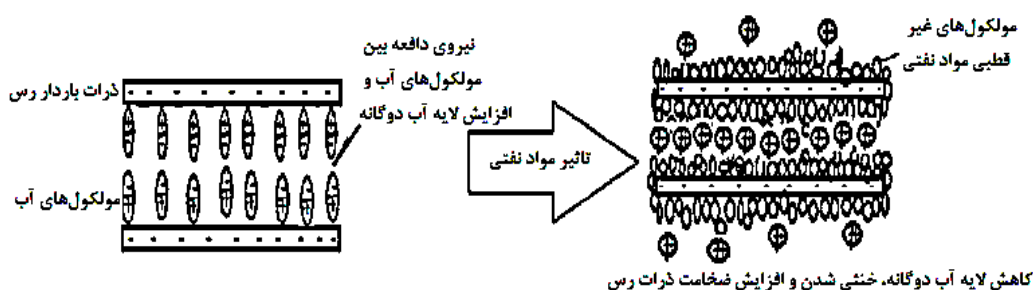 نیروی دافعه بین
مولکول‌های آب و
افزایش لایه آب دوگانه
ذرات باردار رس
مولکول‌های آب
تاثیر مواد نفتی
مولکول‌های غیر
قطبی مواد نفتی
کاهش لایه آب دوگانه، خنثی شدن و افزایش ضخامت ذرات رس